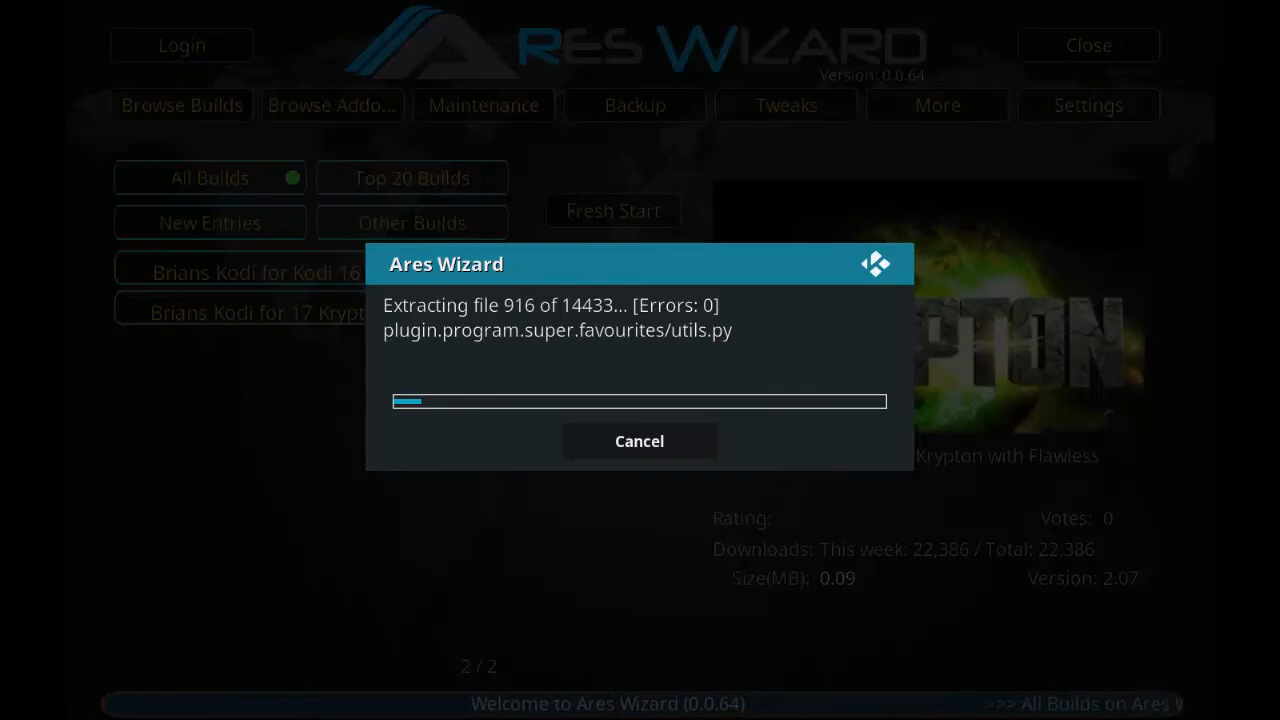 Login
ARES WIZARD
Close
Version: 0.0.64
Browse Builds
Browse Addo...
Maintenance
Backup
Tweaks
More
Settings
All Builds
Top 20 Builds
Fresh Start
New Entries
Other Builds
Ares Wizard
Brians Kodi for Kodi 16
Extracting file 916 of 14433... [Errors: 0]
Brians Kodi for 17 Krypt
plugin.program.super.favourites/utils.py
PTON
Cancel
Krypton with Flawless
Rating:
Votes: 0
Downloads: This week: 22,386 / Total: 22,386
Size(MB): 0.09
Version: 2.07
2 / 2
Welcome to Ares Wizard (0.0.64)
>>> All Builds on Ares